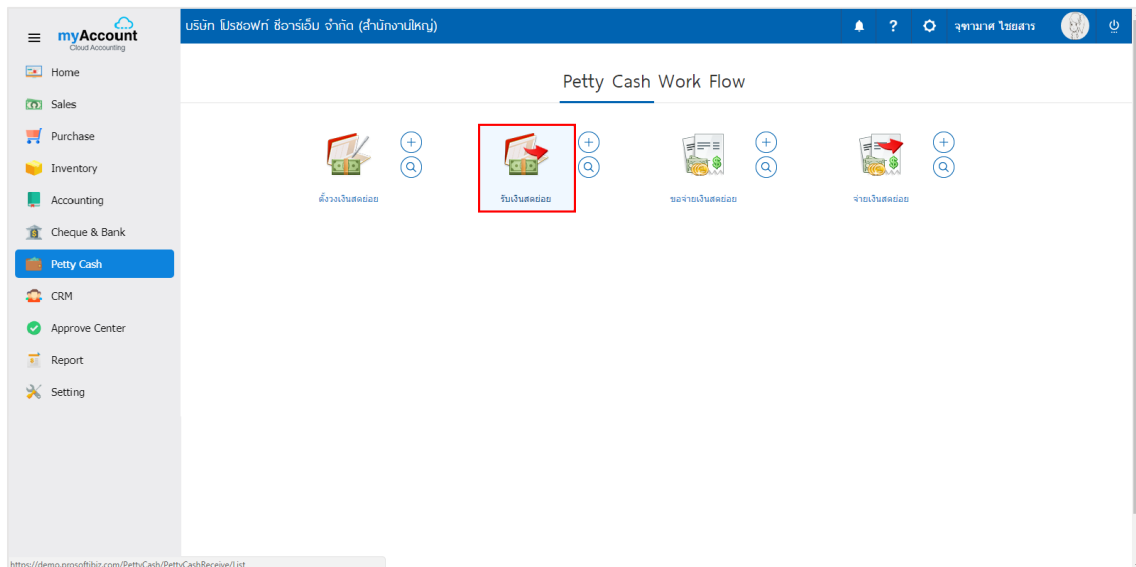 myAccount
Cloud Accounting
บริษัท โปรซอฟท์ ซีอาร์เอ็ม จำกัด (สำนักงานใหญ่)
?
จุฑามาศ ไชยสาร
Home
Sales
Purchase
Inventory
Accounting
Cheque & Bank
Petty Cash
CRM
Approve Center
Report
Setting
Petty Cash Work Flow
ตั้งวงเงินสดย่อย
รับเงินสดย่อย
ขอจ่ายเงินสดย่อย
จ่ายเงินสดย่อย
https://demo.prosoftibiz.com/PettyCash/PettyCashReceive/List